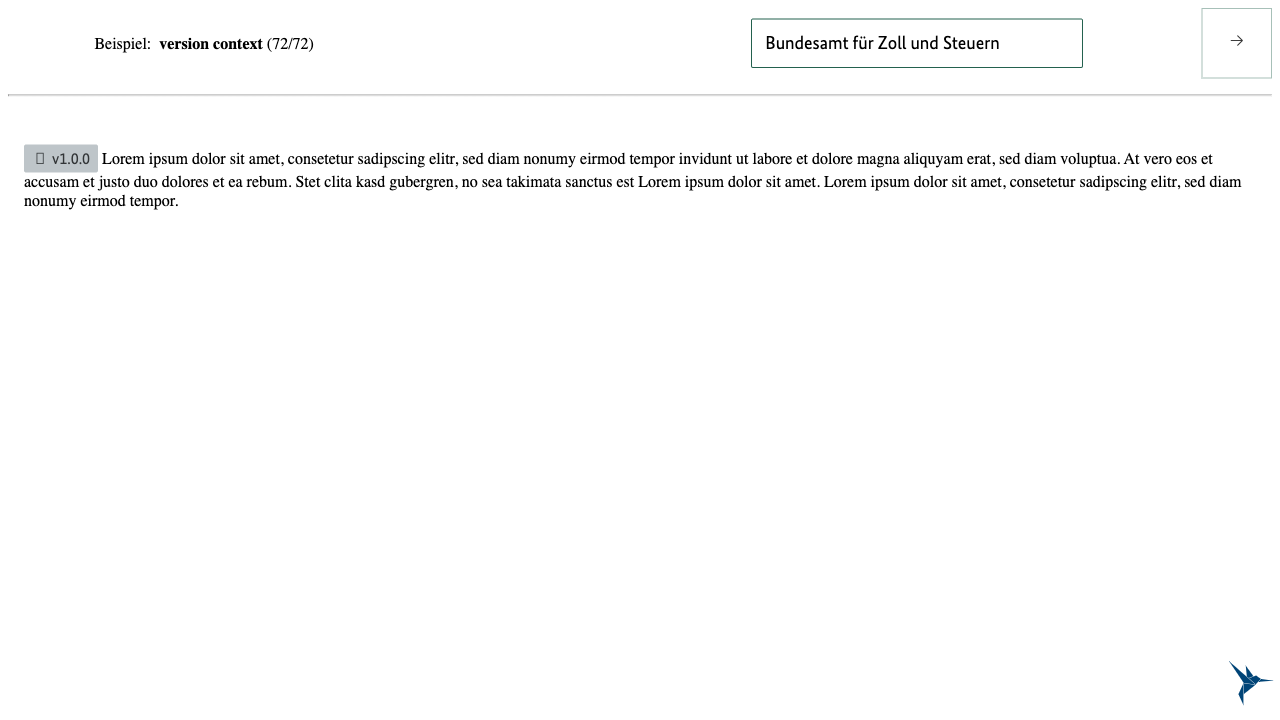 Beispiel: version context (72/72)
Bundesamt für Zoll und Steuern
v1.0.0 Lorem ipsum dolor sit amet, consetetur sadipscing elitr, sed diam nonumy eirmod tempor invidunt ut labore et dolore magna aliquyam erat, sed diam voluptua. At vero eos et
accusam et justo duo dolores et ea rebum. Stet clita kasd gubergren, no sea takimata sanctus est Lorem ipsum dolor sit amet. Lorem ipsum dolor sit amet, consetetur sadipscing elitr, sed diam
nonumy eirmod tempor.